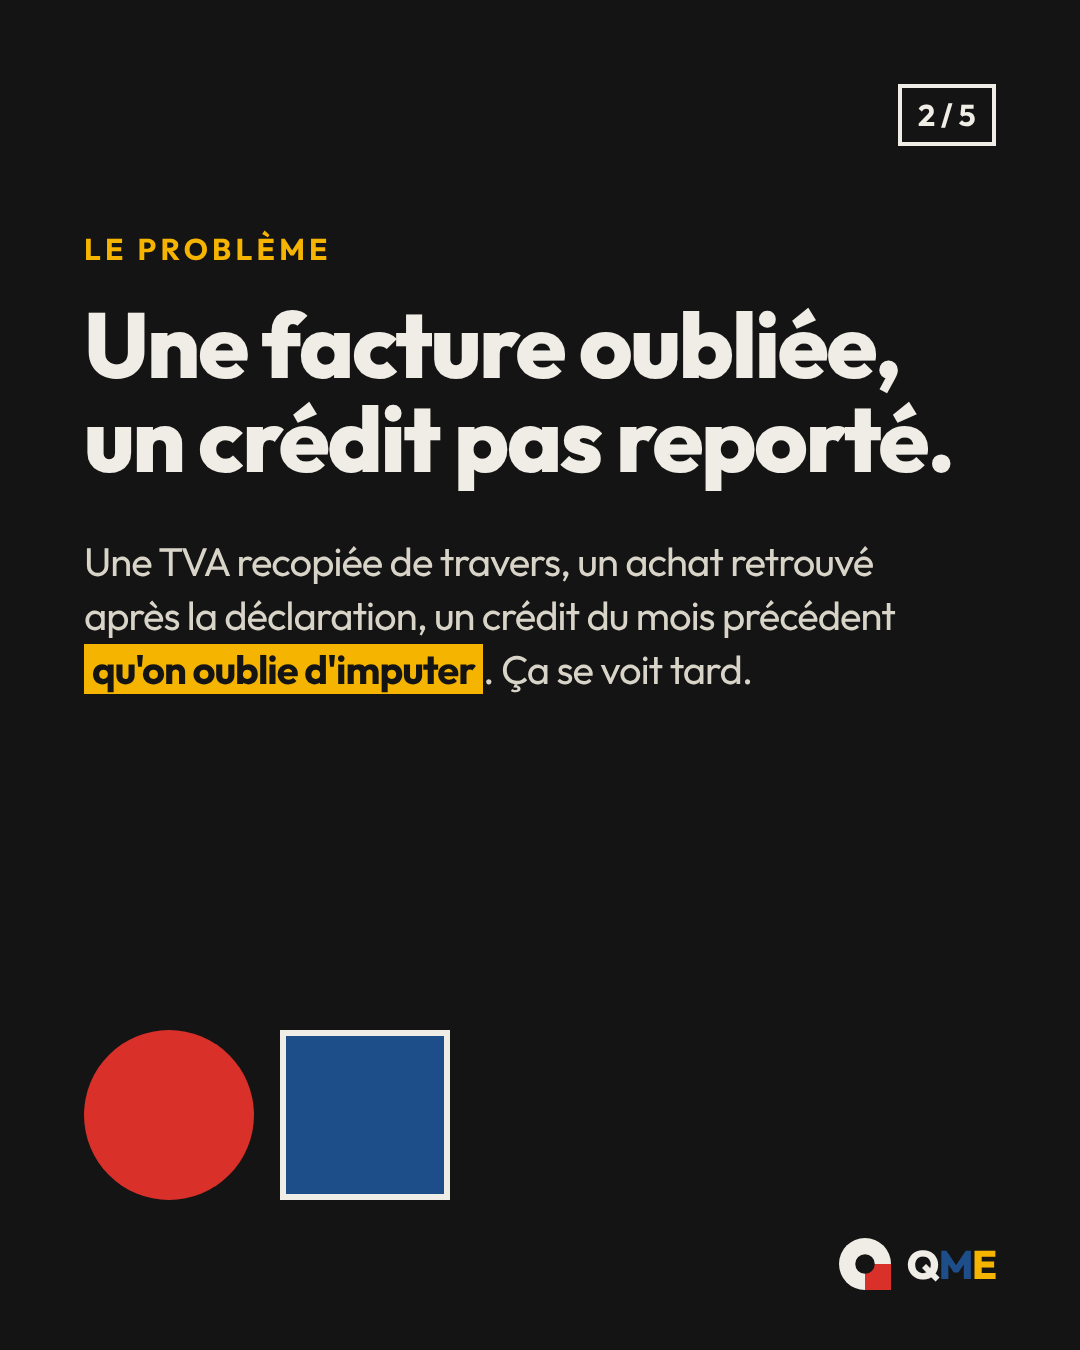 2 / 5
LE PROBLÈME
Une facture oubliée,
un crédit pas reporté.
Une TVA recopiée de travers, un achat retrouvé
après la déclaration, un crédit du mois précédent
qu'on oublie d'imputer. Ça se voit tard.
QME